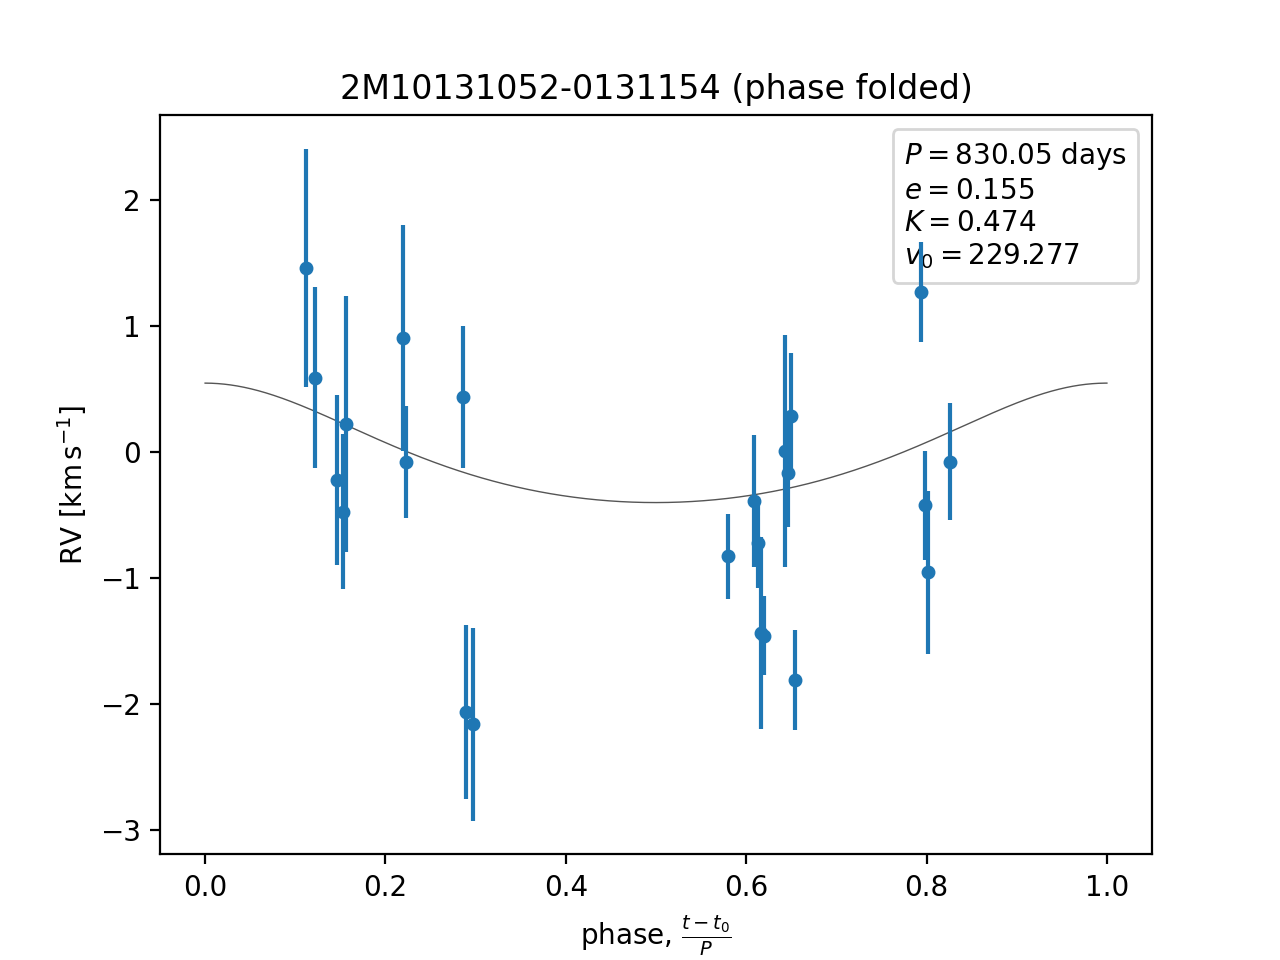 2M10131052-0131154 (phase folded)
P = 830.05 days
e = 0.155
K = 0.474
v₀ = 229.277
RV [km s⁻¹]
2
1
0
−1
−2
−3
0.0 0.2 0.4 0.6 0.8 1.0
phase, (t − t₀)/P